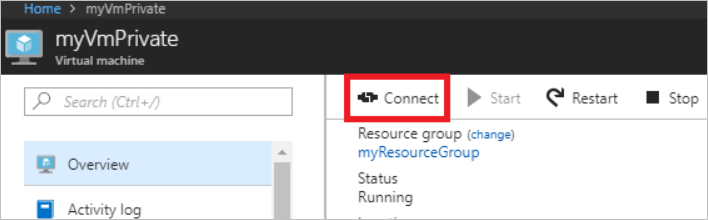 Home > myVmPrivate
myVmPrivate
Virtual machine
Search (Ctrl+/)
Overview
Activity log
Connect Start Restart Stop
Resource group (change)
myResourceGroup
Status
Running